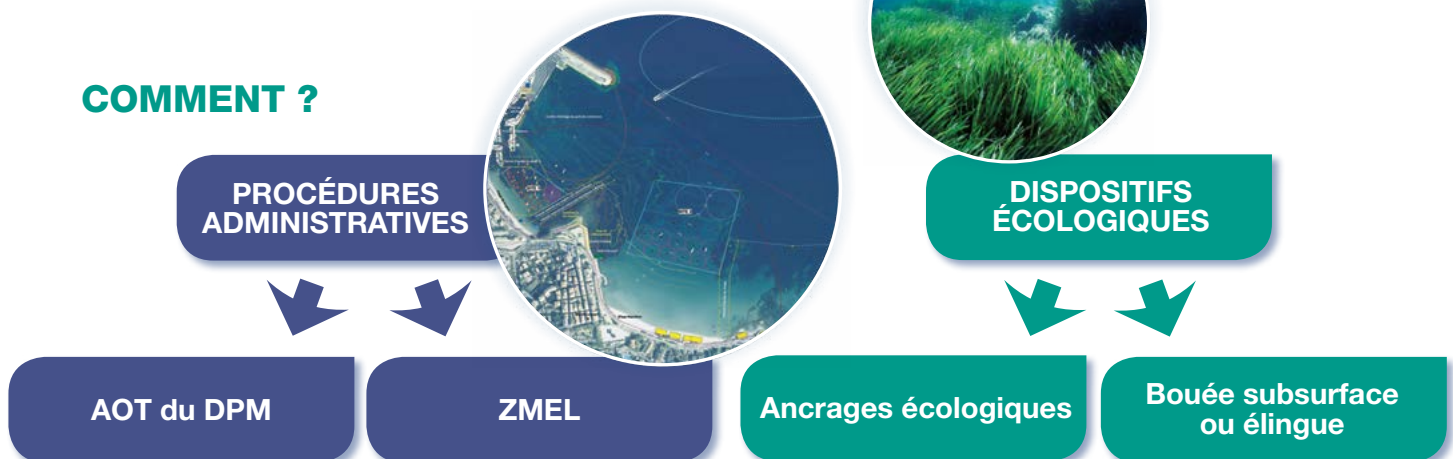 COMMENT ?
PROCÉDURES
ADMINISTRATIVES
DISPOSITIFS
ÉCOLOGIQUES
AOT du DPM
ZMEL
Ancrages écologiques
Bouée subsurface
ou élingue